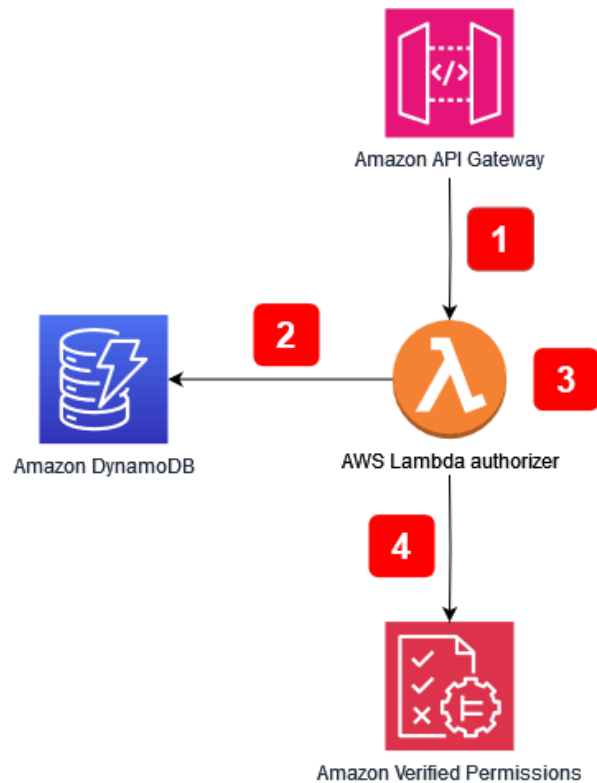 </>
Amazon API Gateway
1
2
3
Amazon DynamoDB
AWS Lambda authorizer
4
Amazon Verified Permissions